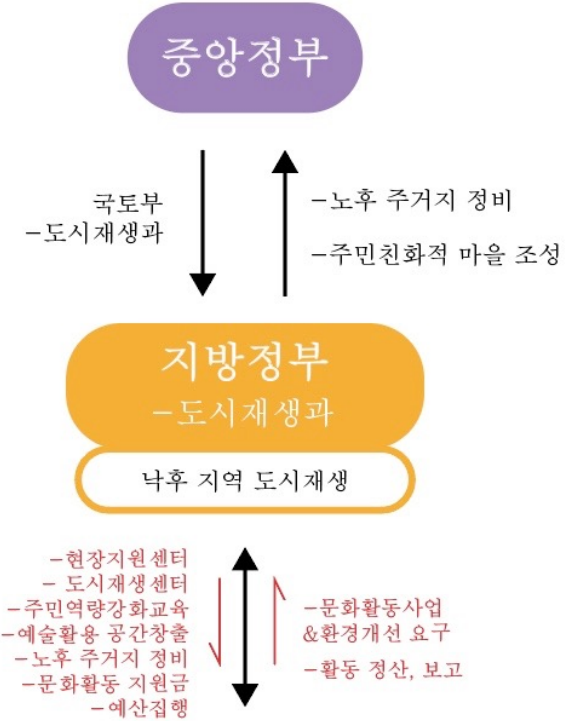 중앙정부
국토부
-도시재생과
-노후 주거지 정비
-주민친화적 마을 조성
지방정부
-도시재생과
낙후 지역 도시재생
-현장지원센터
- 도시재생센터
-주민역량강화교육
-예술활용 공간창출
-노후 주거지 정비
-문화활동 지원금
-예산집행
-문화활동사업
&환경개선 요구
-활동 정산, 보고